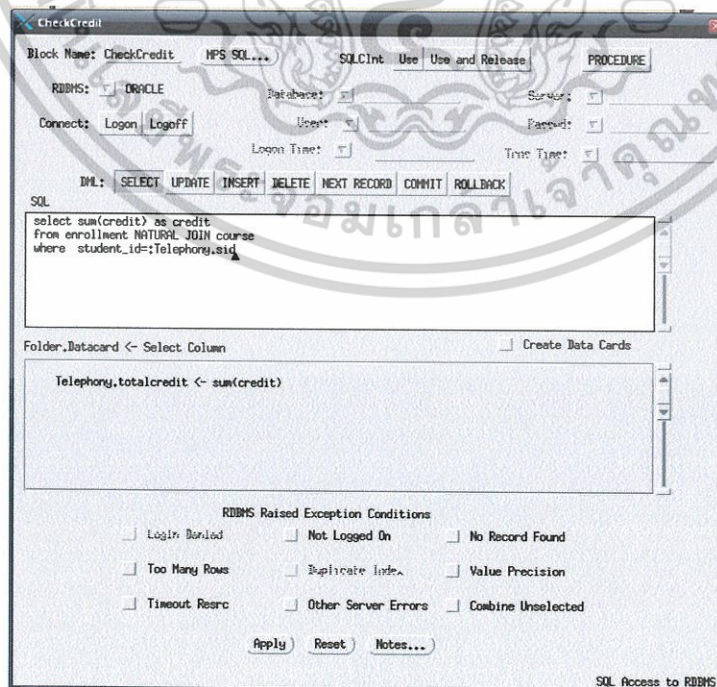 CheckCredit
Block Name: CheckCredit MPS SQL... SQLClnt Use Use and Release PROCEDURE
RDBMS: ORACLE Database: Server:
Connect: Logon Logoff User: Passwd:
Logon Time: Tran Time:
DML: SELECT UPDATE INSERT DELETE NEXT RECORD COMMIT ROLLBACK
SQL
select sum(credit) as credit
from enrollment NATURAL JOIN course
where student_id=:Telephony.sid
Folder.Datacard <- Select Column Create Data Cards
Telephony.totalcredit <- sum(credit)
RDBMS Raised Exception Conditions
Login Denied Not Logged On No Record Found
Too Many Rows Duplicate Index Value Precision
Timeout Resrc Other Server Errors Combine Unselected
Apply Reset Notes...
SQL Access to RDBMS